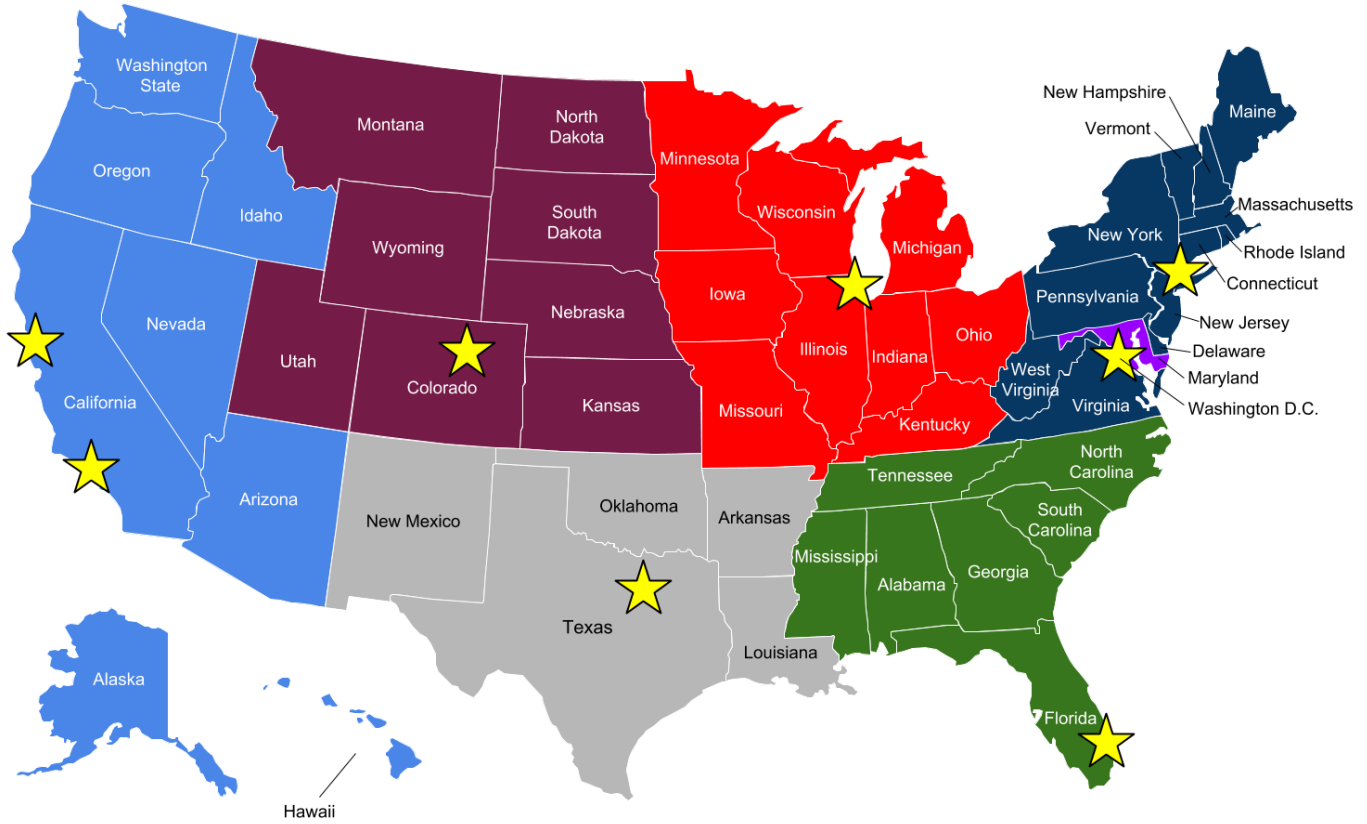 Washington
State
Oregon
Idaho
Montana
North
Dakota
Minnesota
New Hampshire
Vermont
Maine
Wyoming
South
Dakota
Wisconsin
Michigan
New York
Massachusetts
Rhode Island
Connecticut
Nevada
Utah
Colorado
Nebraska
Iowa
Illinois
Indiana
Ohio
Pennsylvania
New Jersey
Delaware
Maryland
Washington D.C.
California
Kansas
Missouri
Kentucky
West
Virginia
Virginia
Arizona
New Mexico
Oklahoma
Arkansas
Tennessee
North
Carolina
South
Carolina
Texas
Louisiana
Mississippi
Alabama
Georgia
Florida
Alaska
Hawaii